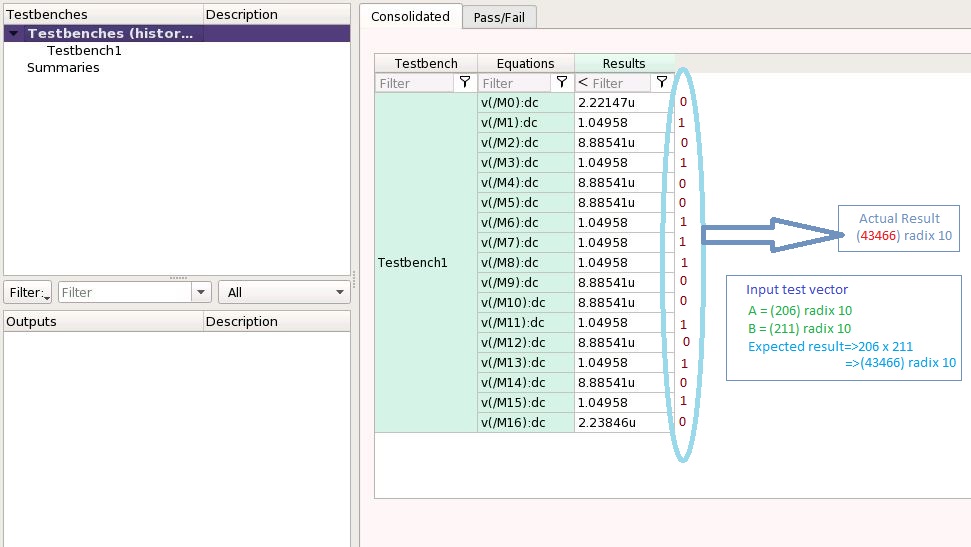 Testbenches Description
Testbenches (histor...
Testbench1
Summaries
Filter: Filter All
Outputs Description
Consolidated Pass/Fail
Testbench Equations Results
Filter Filter < Filter
v(/M0):dc 2.22147u 0
v(/M1):dc 1.04958 1
v(/M2):dc 8.88541u 0
v(/M3):dc 1.04958 1
v(/M4):dc 8.88541u 0
v(/M5):dc 8.88541u 0
v(/M6):dc 1.04958 1
v(/M7):dc 1.04958 1
Testbench1 v(/M8):dc 1.04958 1
v(/M9):dc 8.88541u 0
v(/M10):dc 8.88541u 0
v(/M11):dc 1.04958 1
v(/M12):dc 8.88541u 0
v(/M13):dc 1.04958 1
v(/M14):dc 8.88541u 0
v(/M15):dc 1.04958 1
v(/M16):dc 2.23846u 0
Actual Result
(43466) radix 10
Input test vector
A = (206) radix 10
B = (211) radix 10
Expected result=>206 x 211
=>(43466) radix 10